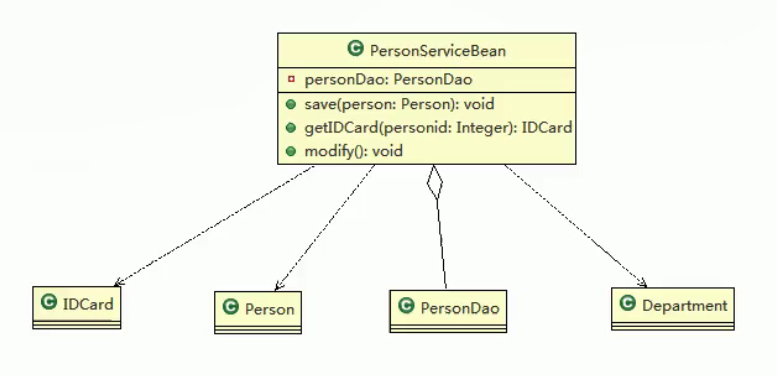 C PersonServiceBean
personDao: PersonDao
save(person: Person): void
getIDCard(personid: Integer): IDCard
modify(): void
C IDCard
C Person
C PersonDao
C Department